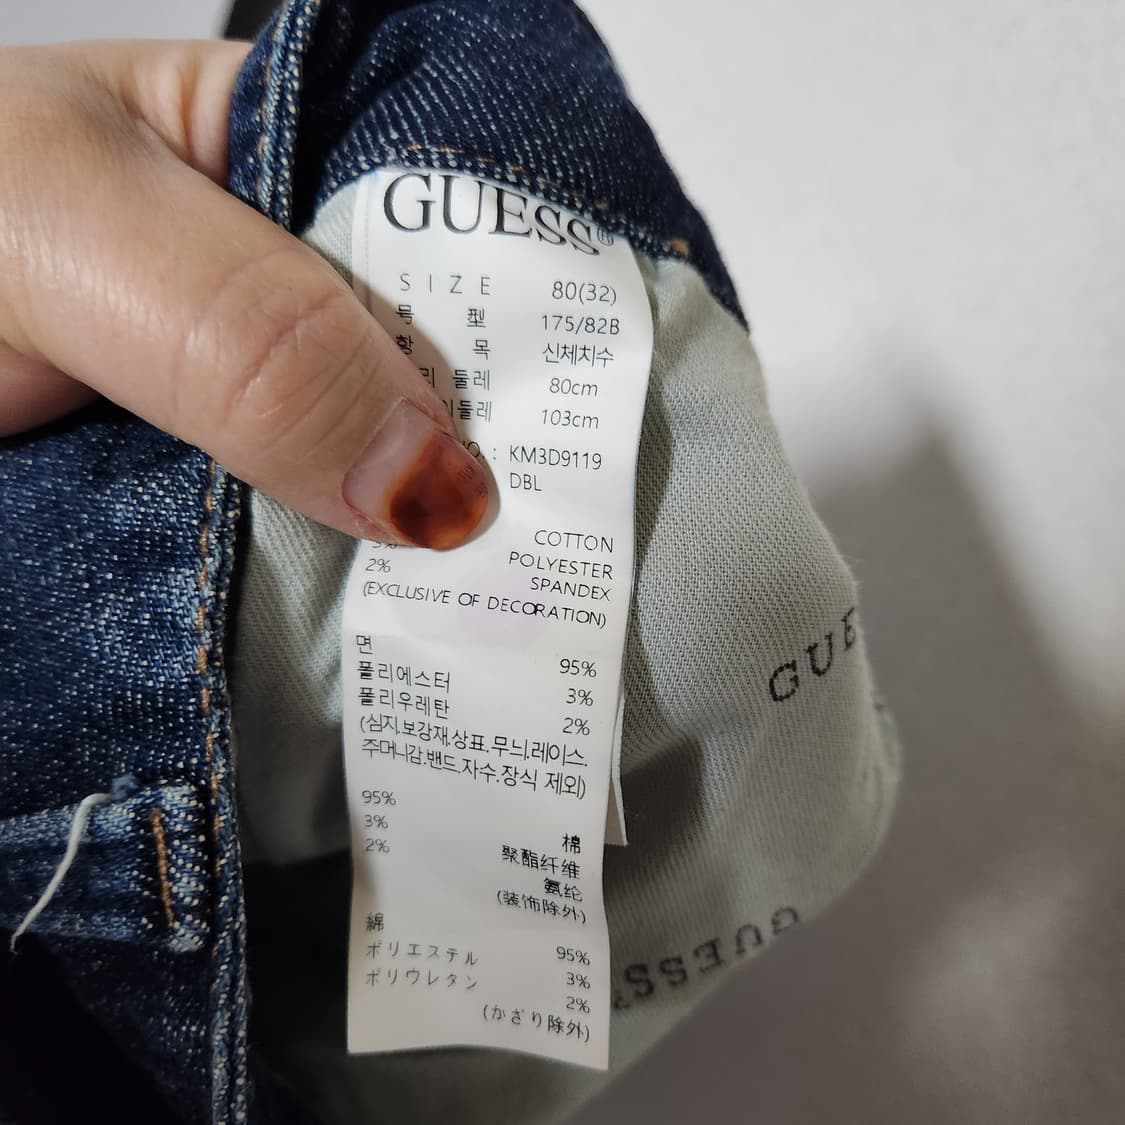 GUESS®
SIZE 80(32)
型 175/82B
항 목 신체치수
리 둘레 80cm
이둘레 103cm
NO. : KM3D9119
DBL
COTTON
3% POLYESTER
2% SPANDEX
(EXCLUSIVE OF DECORATION)
면 95%
폴리에스터 3%
폴리우레탄 2%
(심지.보강재.상표.무늬.레이스.
주머니감.밴드.자수.장식 제외)
95% 棉
3% 聚酯纤维
2% 氨纶
(装饰除外)
綿 95%
ポリエステル 3%
ポリウレタン 2%
(かざり除外)
GUE
GUESS